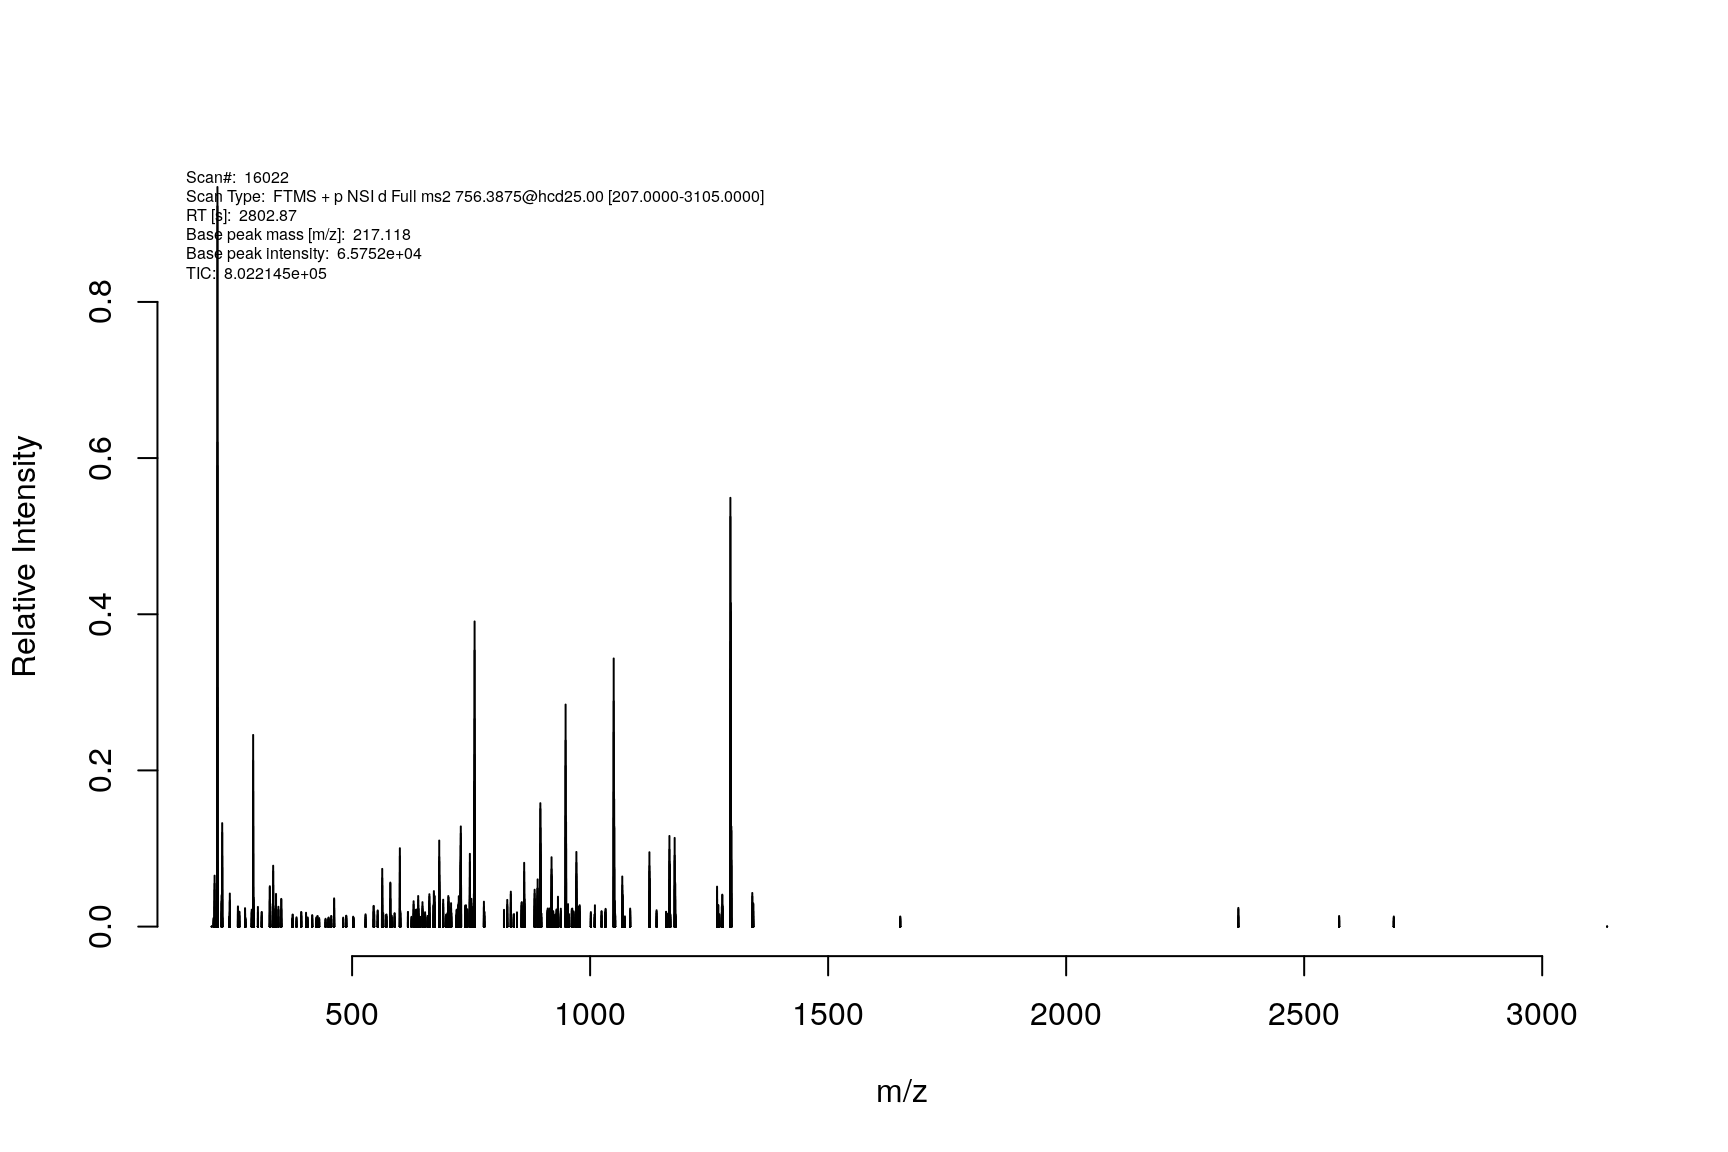 Scan#: 16022
Scan Type: FTMS + p NSI d Full ms2 756.3875@hcd25.00 [207.0000-3105.0000]
RT [s]: 2802.87
Base peak mass [m/z]: 217.118
Base peak intensity: 6.5752e+04
TIC: 8.022145e+05
0.8
0.6
0.4
0.2
0.0
Relative Intensity
500 1000 1500 2000 2500 3000
m/z